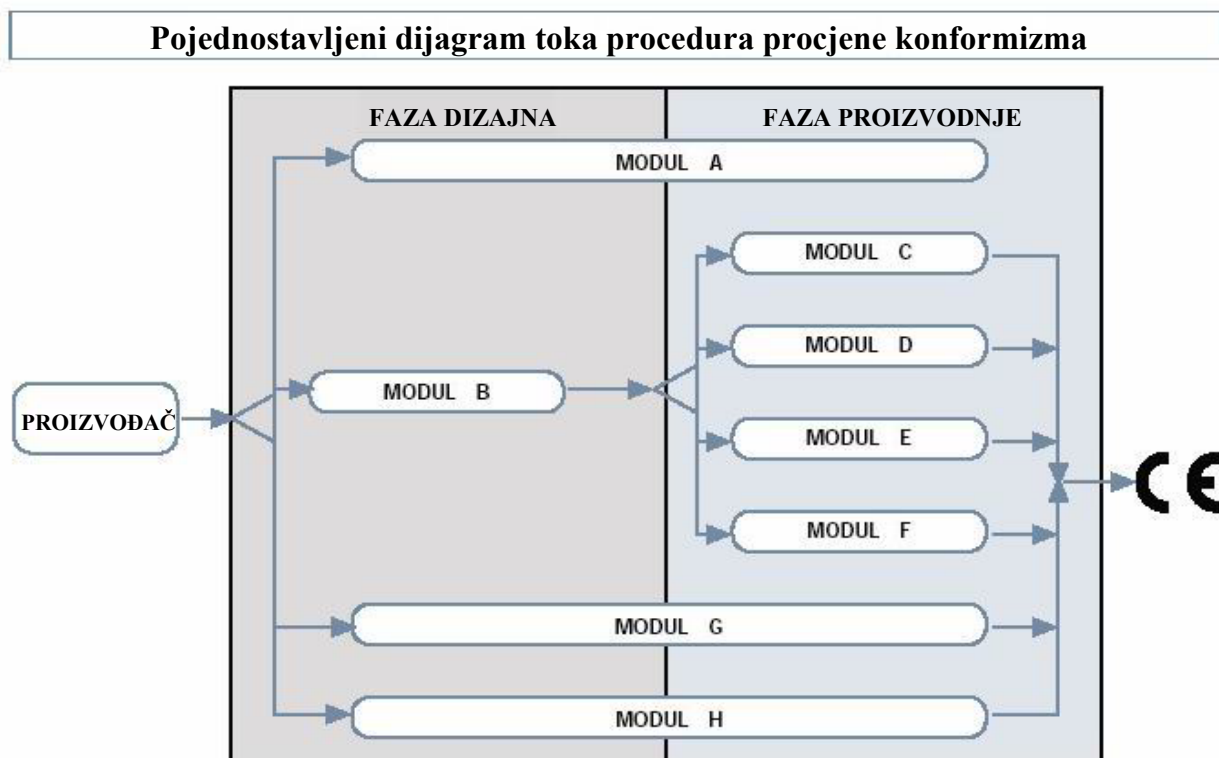 Pojednostavljeni dijagram toka procedura procjene konformizma
FAZA DIZAJNA
FAZA PROIZVODNJE
MODUL A
MODUL C
MODUL D
MODUL B
PROIZVOĐAČ
MODUL E
CE
MODUL F
MODUL G
MODUL H